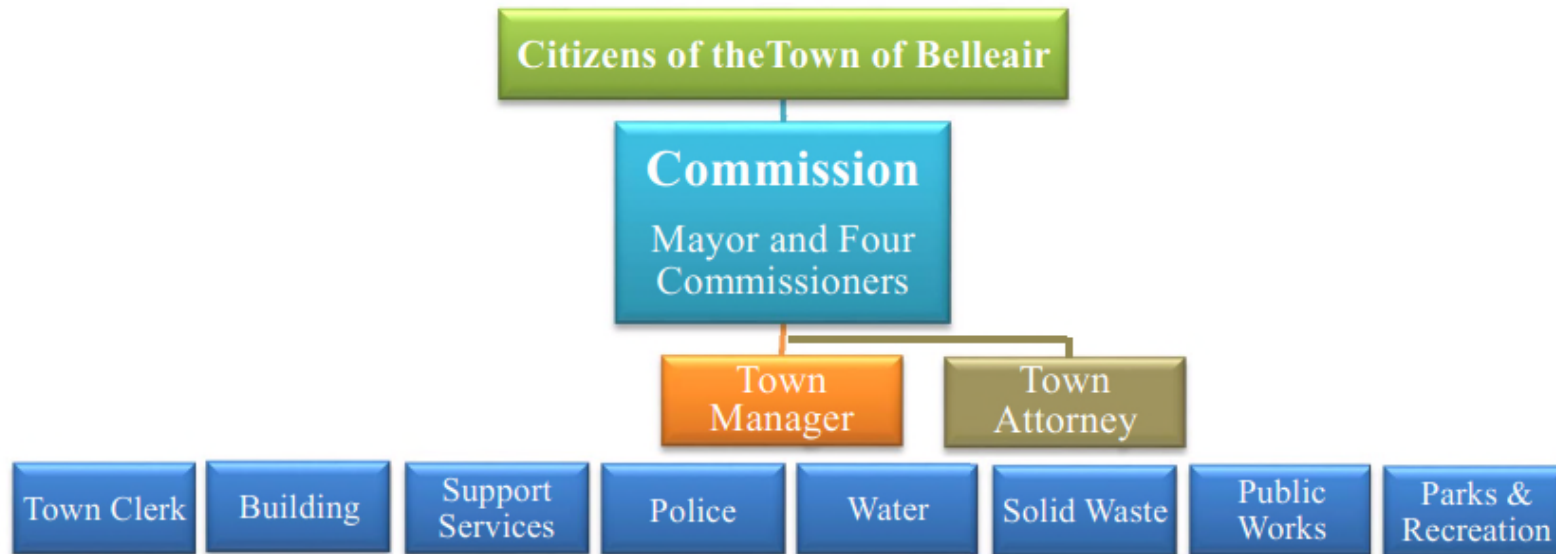 Citizens of theTown of Belleair
Commission
Mayor and Four
Commissioners
Town
Manager
Town
Attorney
Town Clerk
Building
Support
Services
Police
Water
Solid Waste
Public
Works
Parks &
Recreation